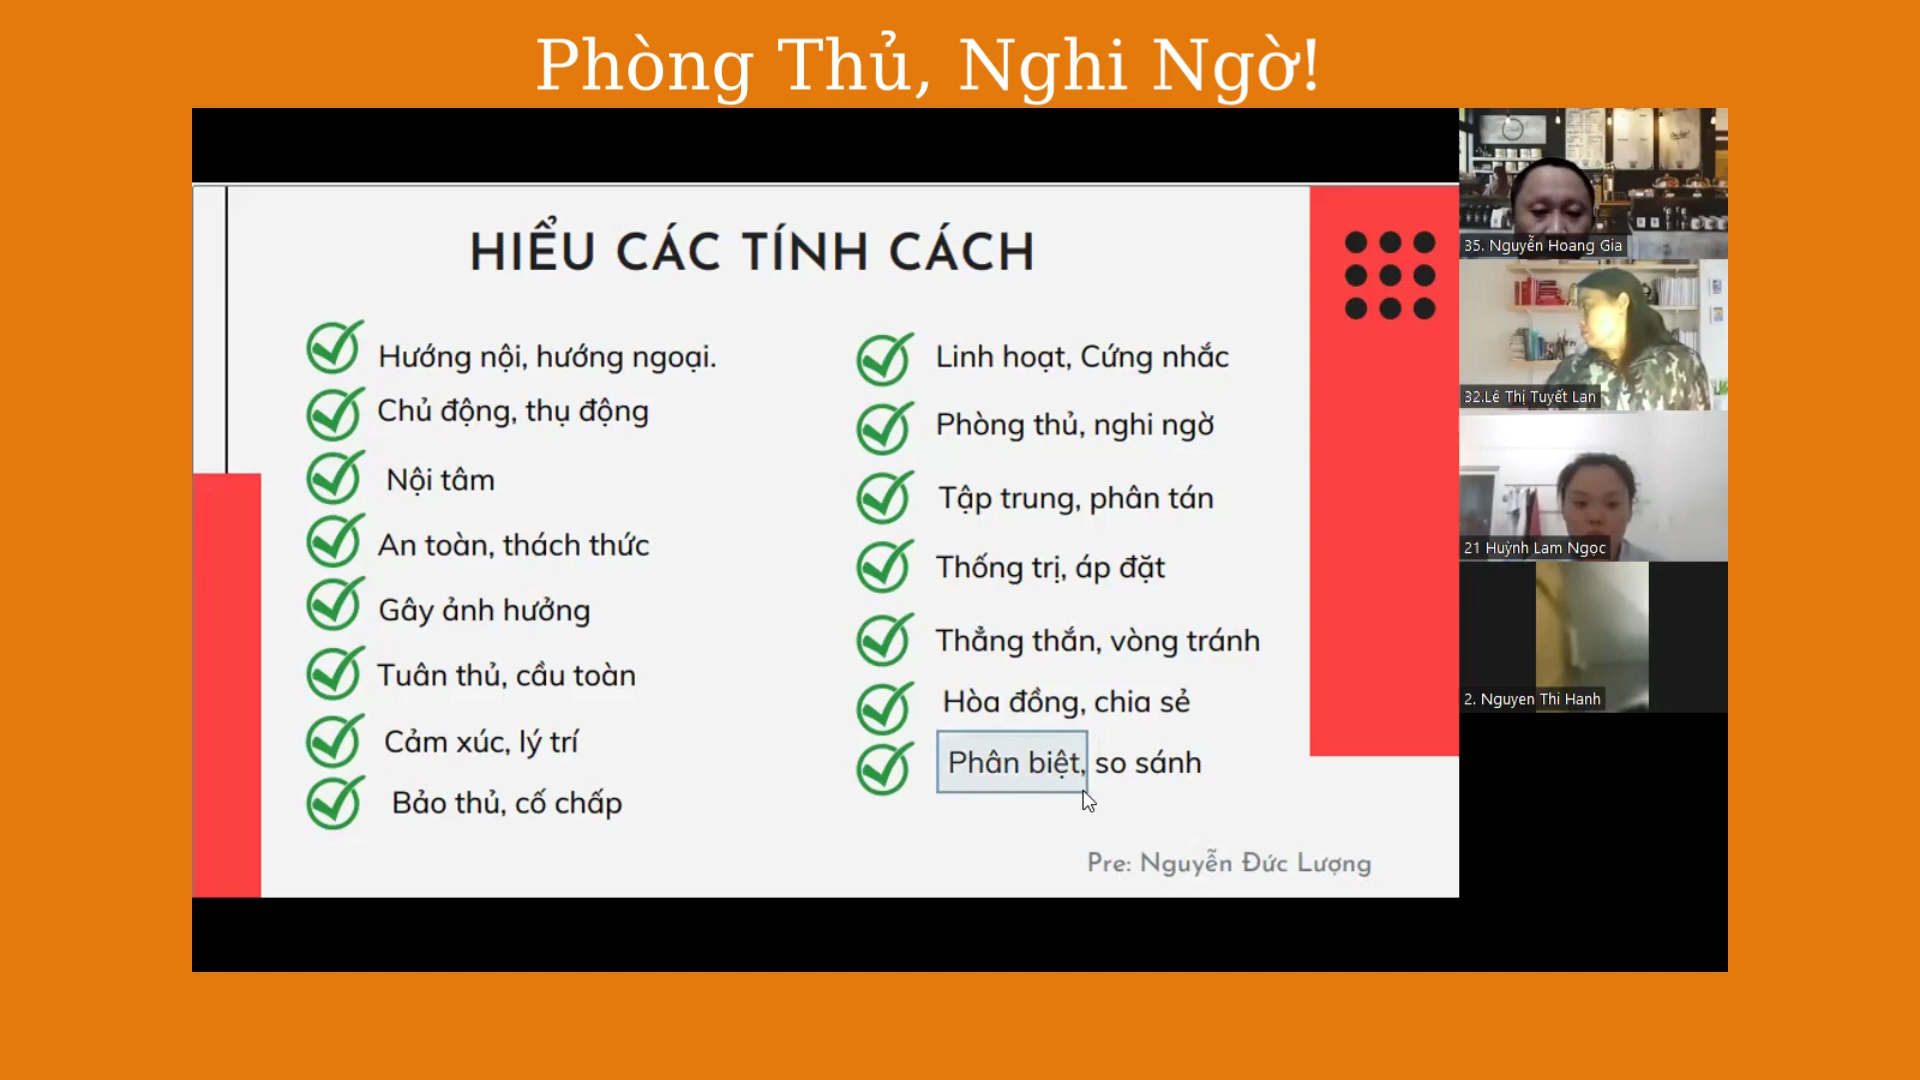 Phòng Thủ, Nghi Ngờ!
HIỂU CÁC TÍNH CÁCH
Hướng nội, hướng ngoại.
Chủ động, thụ động
Nội tâm
An toàn, thách thức
Gây ảnh hưởng
Tuân thủ, cầu toàn
Cảm xúc, lý trí
Bảo thủ, cố chấp
Linh hoạt, Cứng nhắc
Phòng thủ, nghi ngờ
Tập trung, phân tán
Thống trị, áp đặt
Thẳng thắn, vòng tránh
Hòa đồng, chia sẻ
Phân biệt, so sánh
Pre: Nguyễn Đức Lượng
35. Nguyễn Hoang Gia
32.Lê Thị Tuyết Lan
21 Huỳnh Lam Ngọc
2. Nguyen Thi Hanh